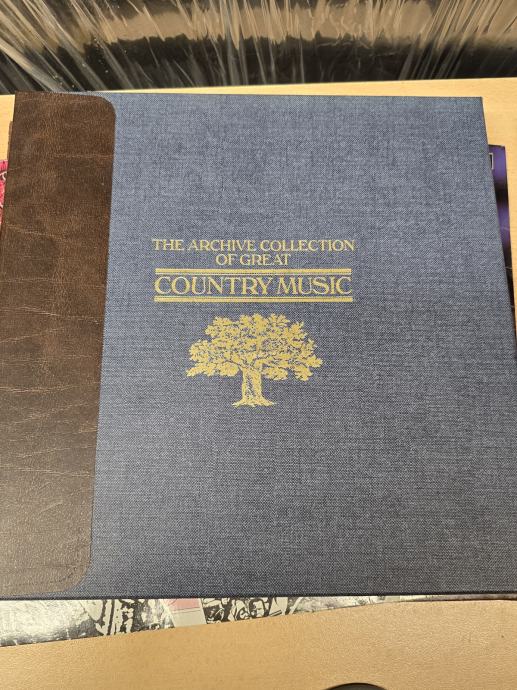 THE ARCHIVE COLLECTION
OF GREAT
COUNTRY MUSIC